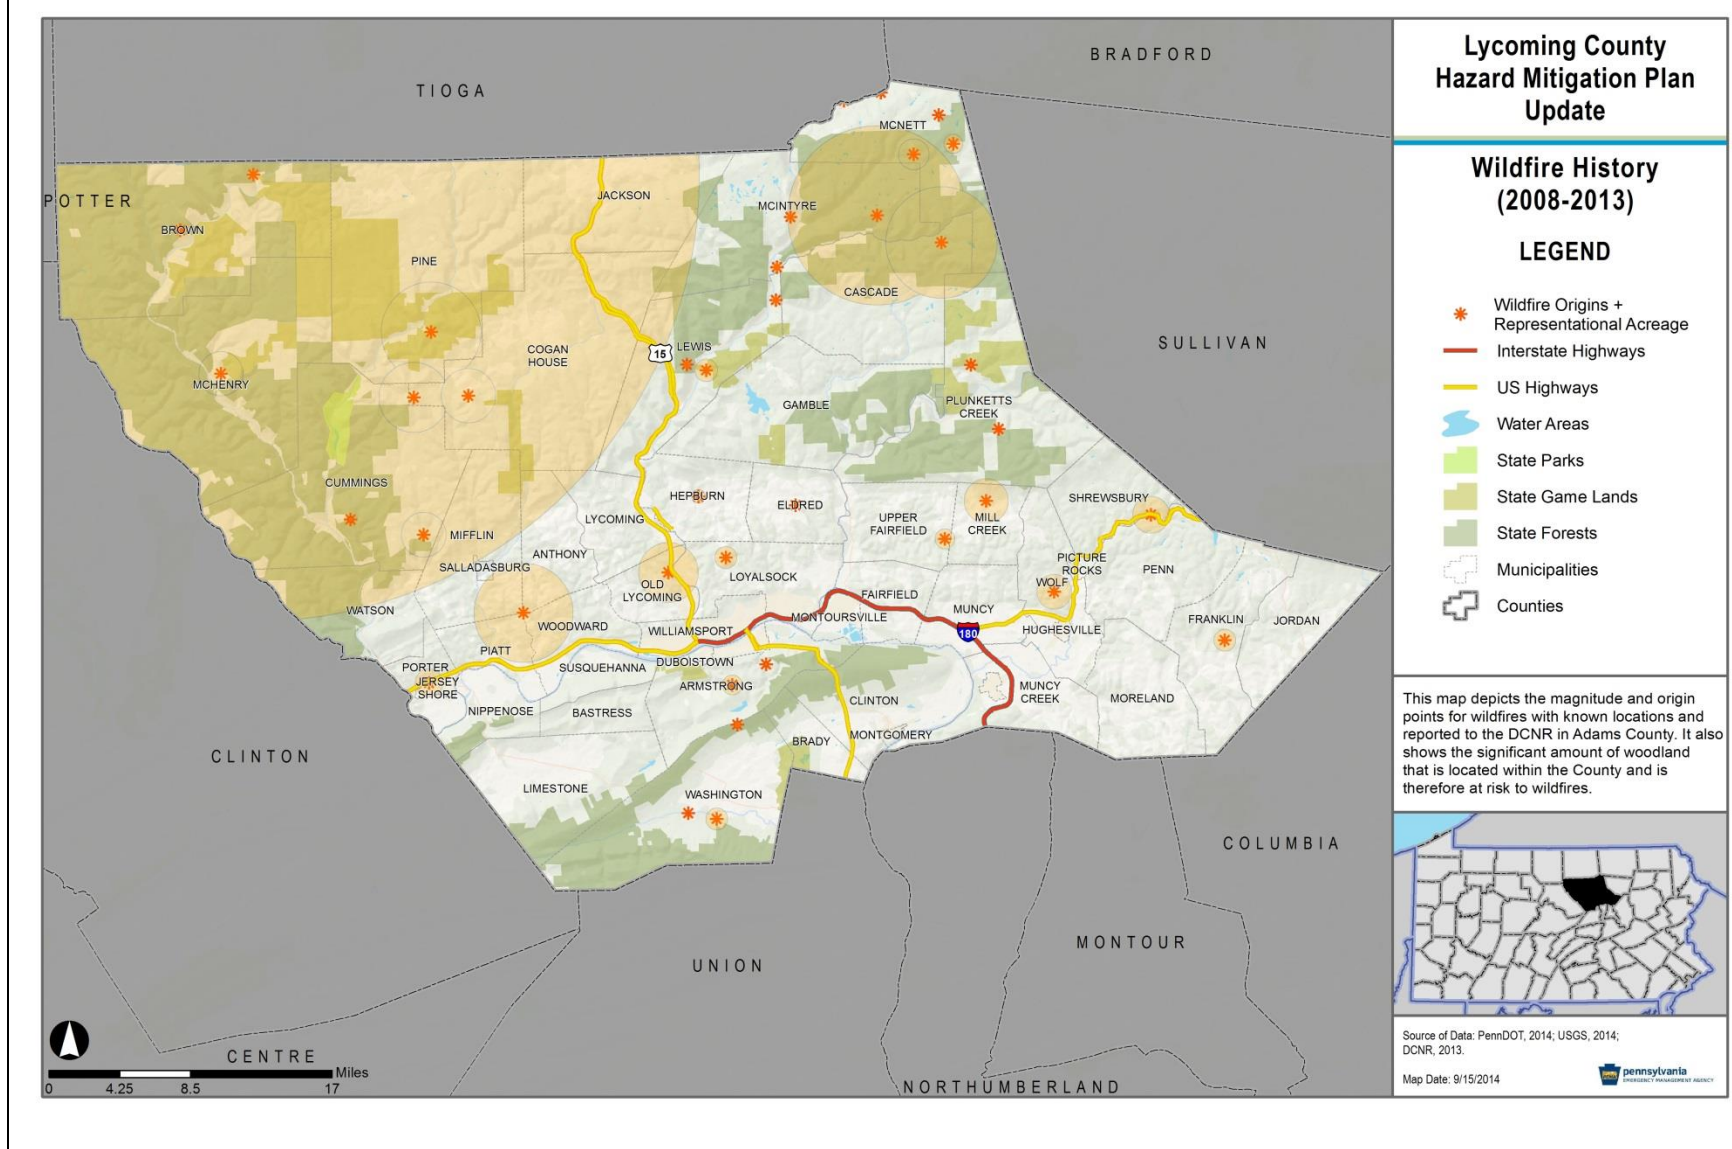 BRADFORD
TIOGA
MCNETT
POTTER
JACKSON
MCINTYRE
BROWN
PINE
CASCADE
SULLIVAN
COGAN
HOUSE
15
LEWIS
MCHENRY
GAMBLE
PLUNKETTS
CREEK
CUMMINGS
HEPBURN
ELDRED
SHREWSBURY
LYCOMING
UPPER
FAIRFIELD
MILL
CREEK
MIFFLIN
ANTHONY
SALLADASBURG
PICTURE
ROCKS
PENN
LOYALSOCK
OLD
LYCOMING
WOLF
FAIRFIELD
WATSON
MUNCY
MONTOURSVILLE
WOODWARD
WILLIAMSPORT
180
HUGHESVILLE
FRANKLIN
JORDAN
PIATT
PORTER
SUSQUEHANNA
DUBOISTOWN
JERSEY
SHORE
ARMSTRONG
MUNCY
CREEK
MORELAND
CLINTON
NIPPENOSE
BASTRESS
BRADY
MONTGOMERY
CLINTON
LIMESTONE
WASHINGTON
COLUMBIA
MONTOUR
UNION
CENTRE
NORTHUMBERLAND
Miles
0 4.25 8.5 17
Lycoming County
Hazard Mitigation Plan
Update
Wildfire History
(2008-2013)
LEGEND
Wildfire Origins +
Representational Acreage
Interstate Highways
US Highways
Water Areas
State Parks
State Game Lands
State Forests
Municipalities
Counties
This map depicts the magnitude and origin
points for wildfires with known locations and
reported to the DCNR in Adams County. It also
shows the significant amount of woodland
that is located within the County and is
therefore at risk to wildfires.
Source of Data: PennDOT, 2014; USGS, 2014;
DCNR, 2013.
Map Date: 9/15/2014
pennsylvania
EMERGENCY MANAGEMENT AGENCY